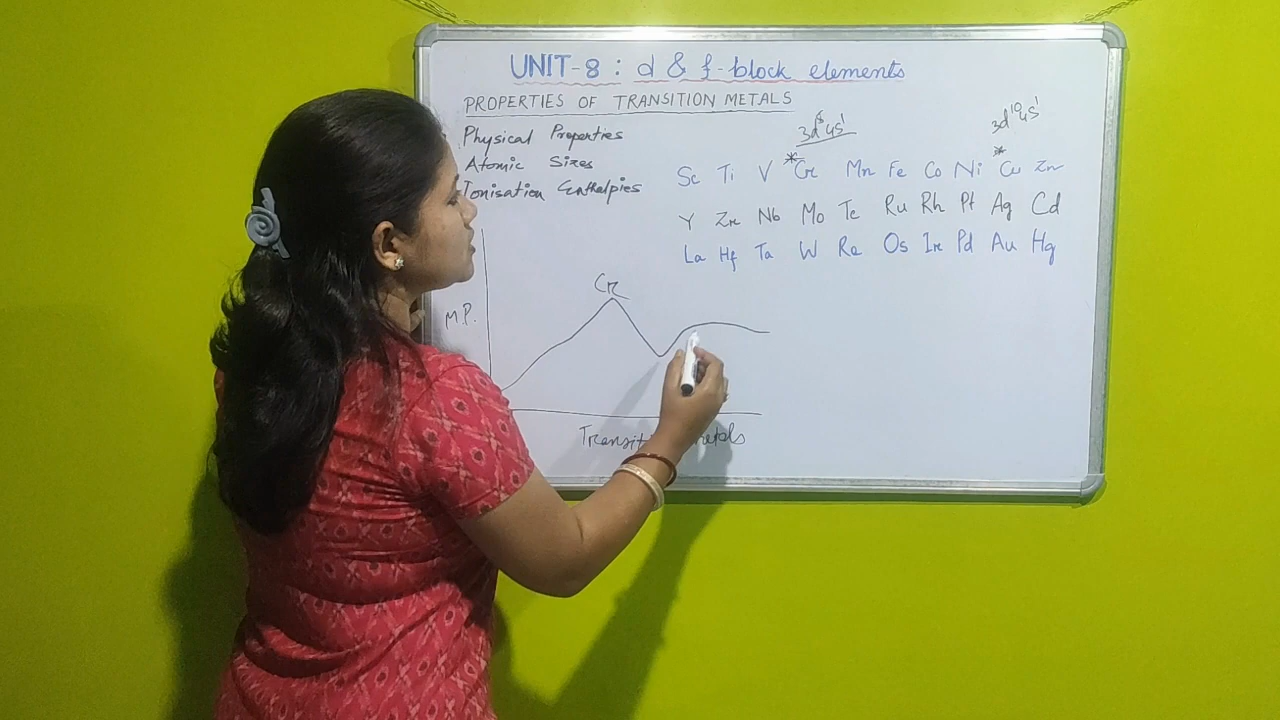 UNIT-8 : d & f-block elements
PROPERTIES OF TRANSITION METALS
Physical Properties
Atomic Sizes
Ionisation Enthalpies
3d⁵4s¹
3d¹⁰4s¹
Sc Ti V *Cr Mn Fe Co Ni *Cu Zn
Y Zr Nb Mo Tc Ru Rh Pt Ag Cd
La Hf Ta W Re Os Ir Pd Au Hg
Cr
M.P.